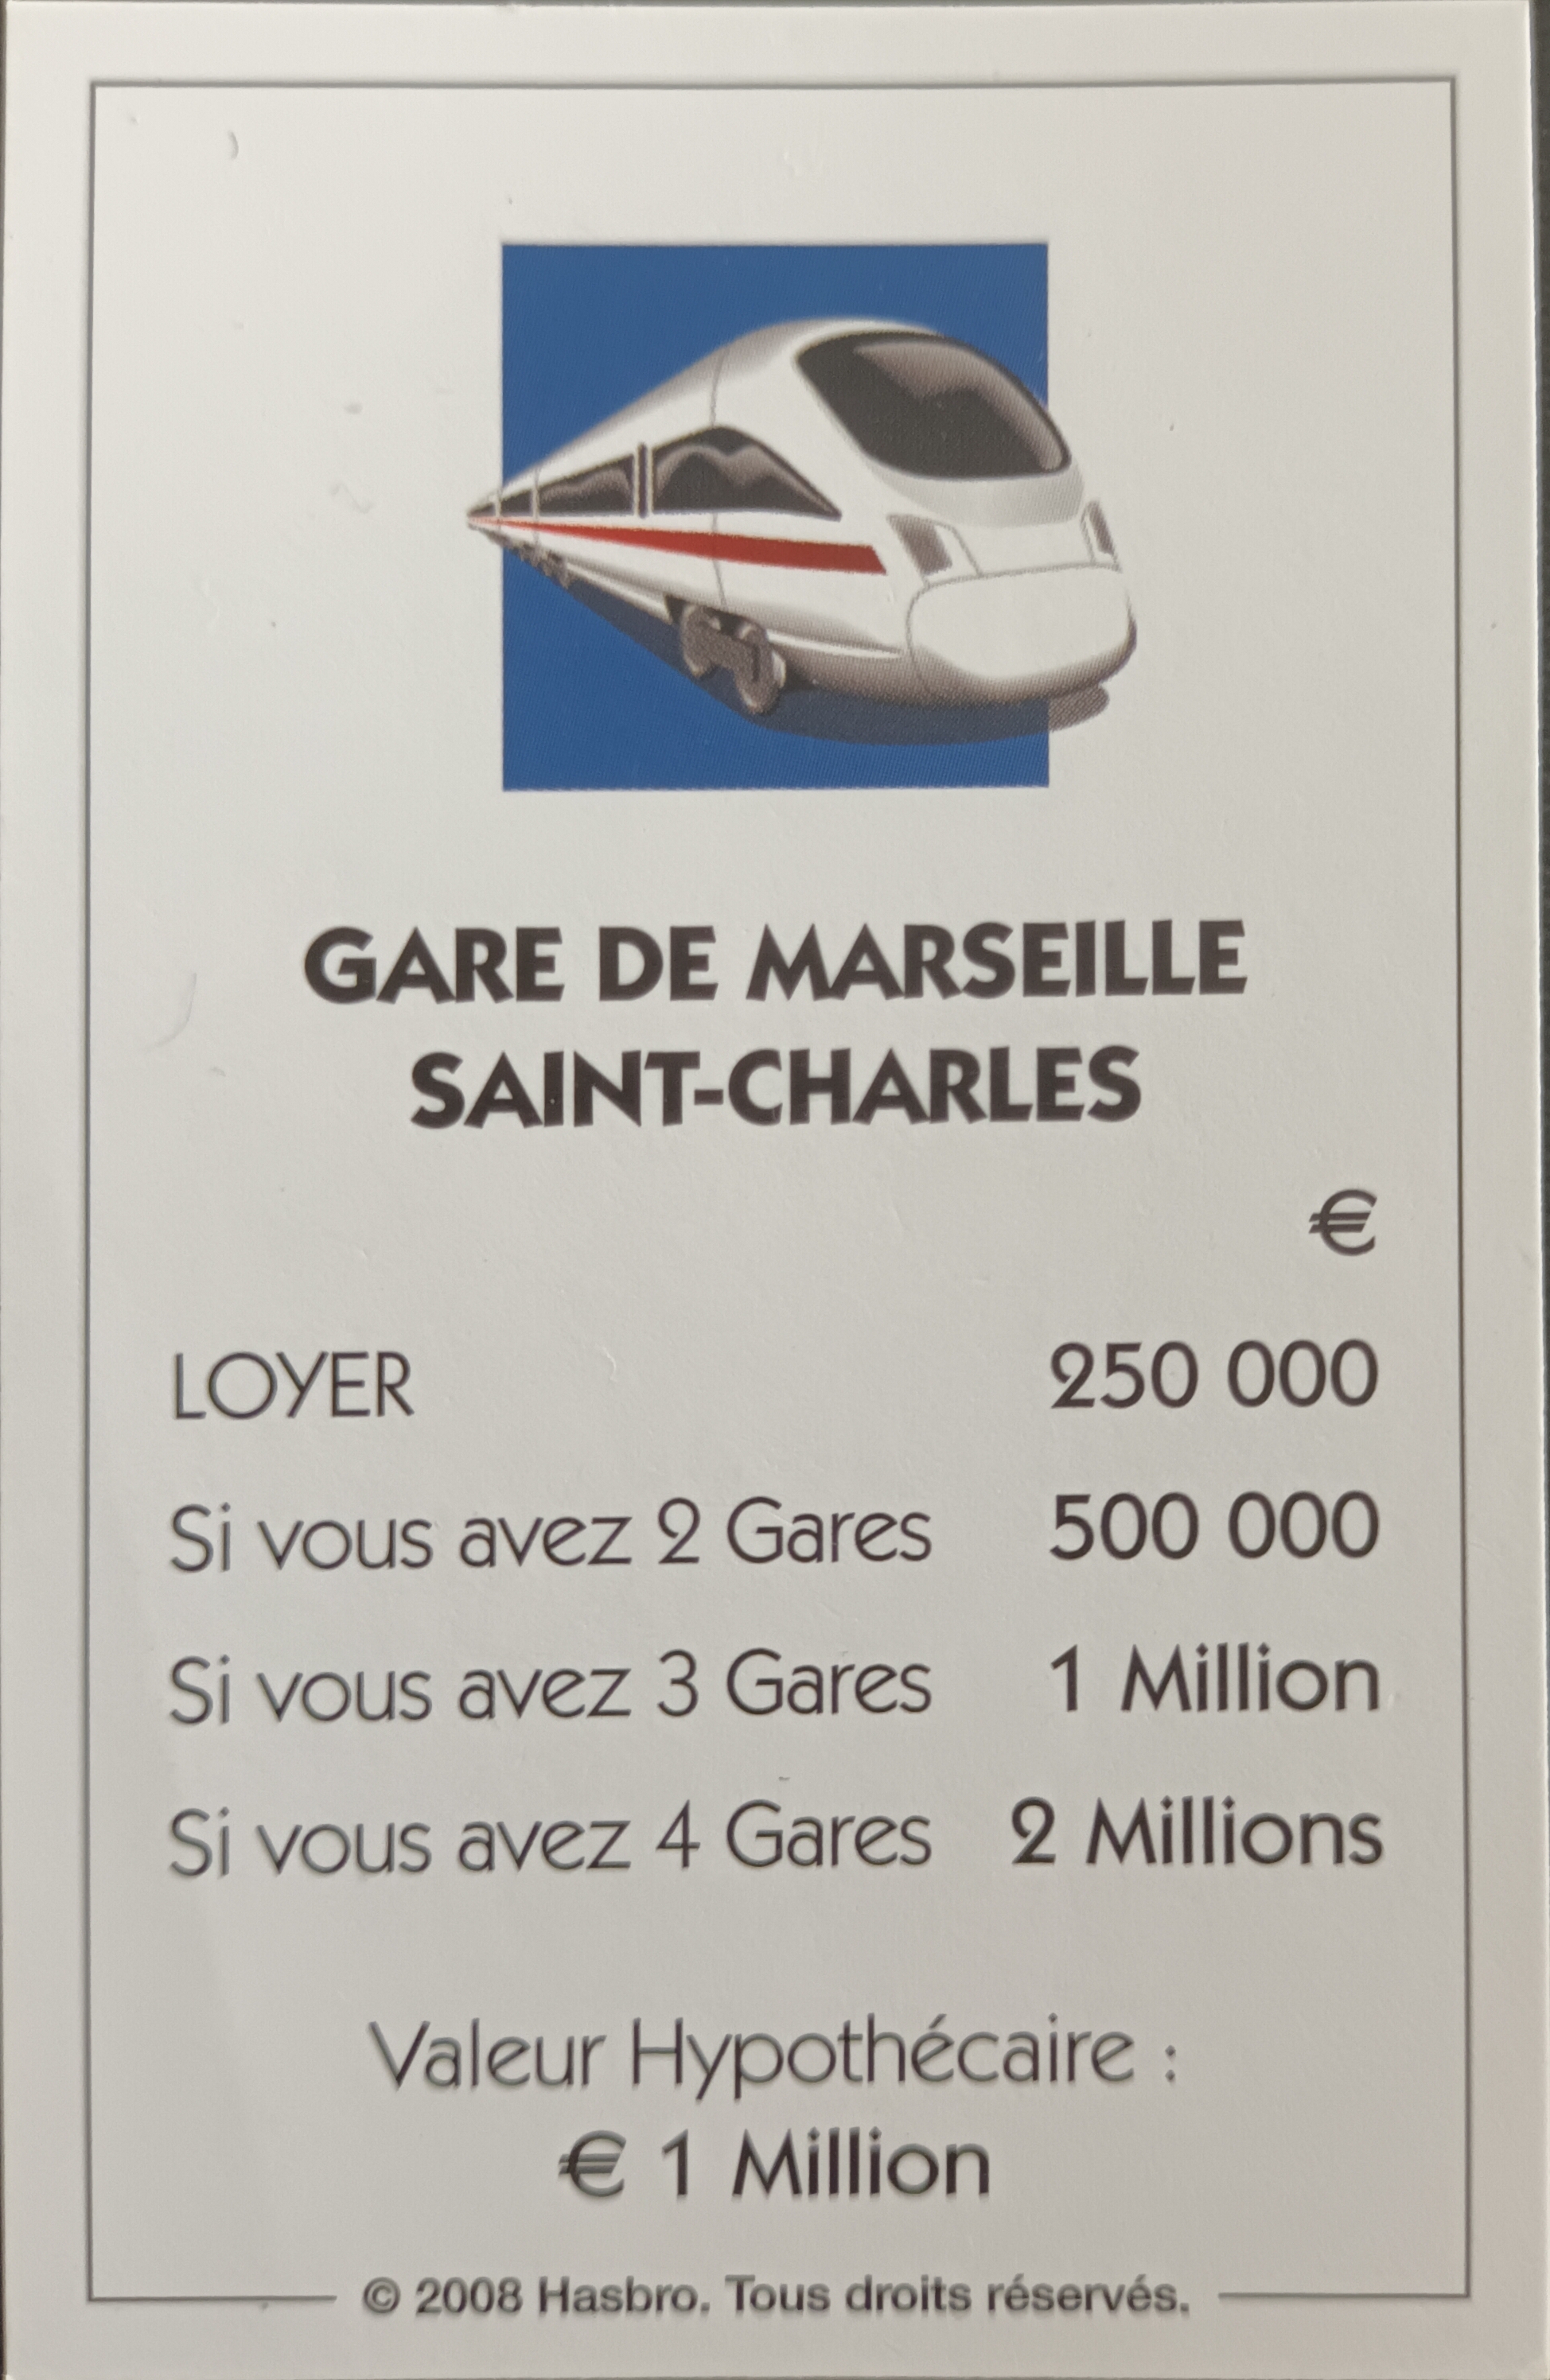 GARE DE MARSEILLE
SAINT-CHARLES
€
LOYER 250 000
Si vous avez 2 Gares 500 000
Si vous avez 3 Gares 1 Million
Si vous avez 4 Gares 2 Millions
Valeur Hypothécaire :
€ 1 Million
© 2008 Hasbro. Tous droits réservés.